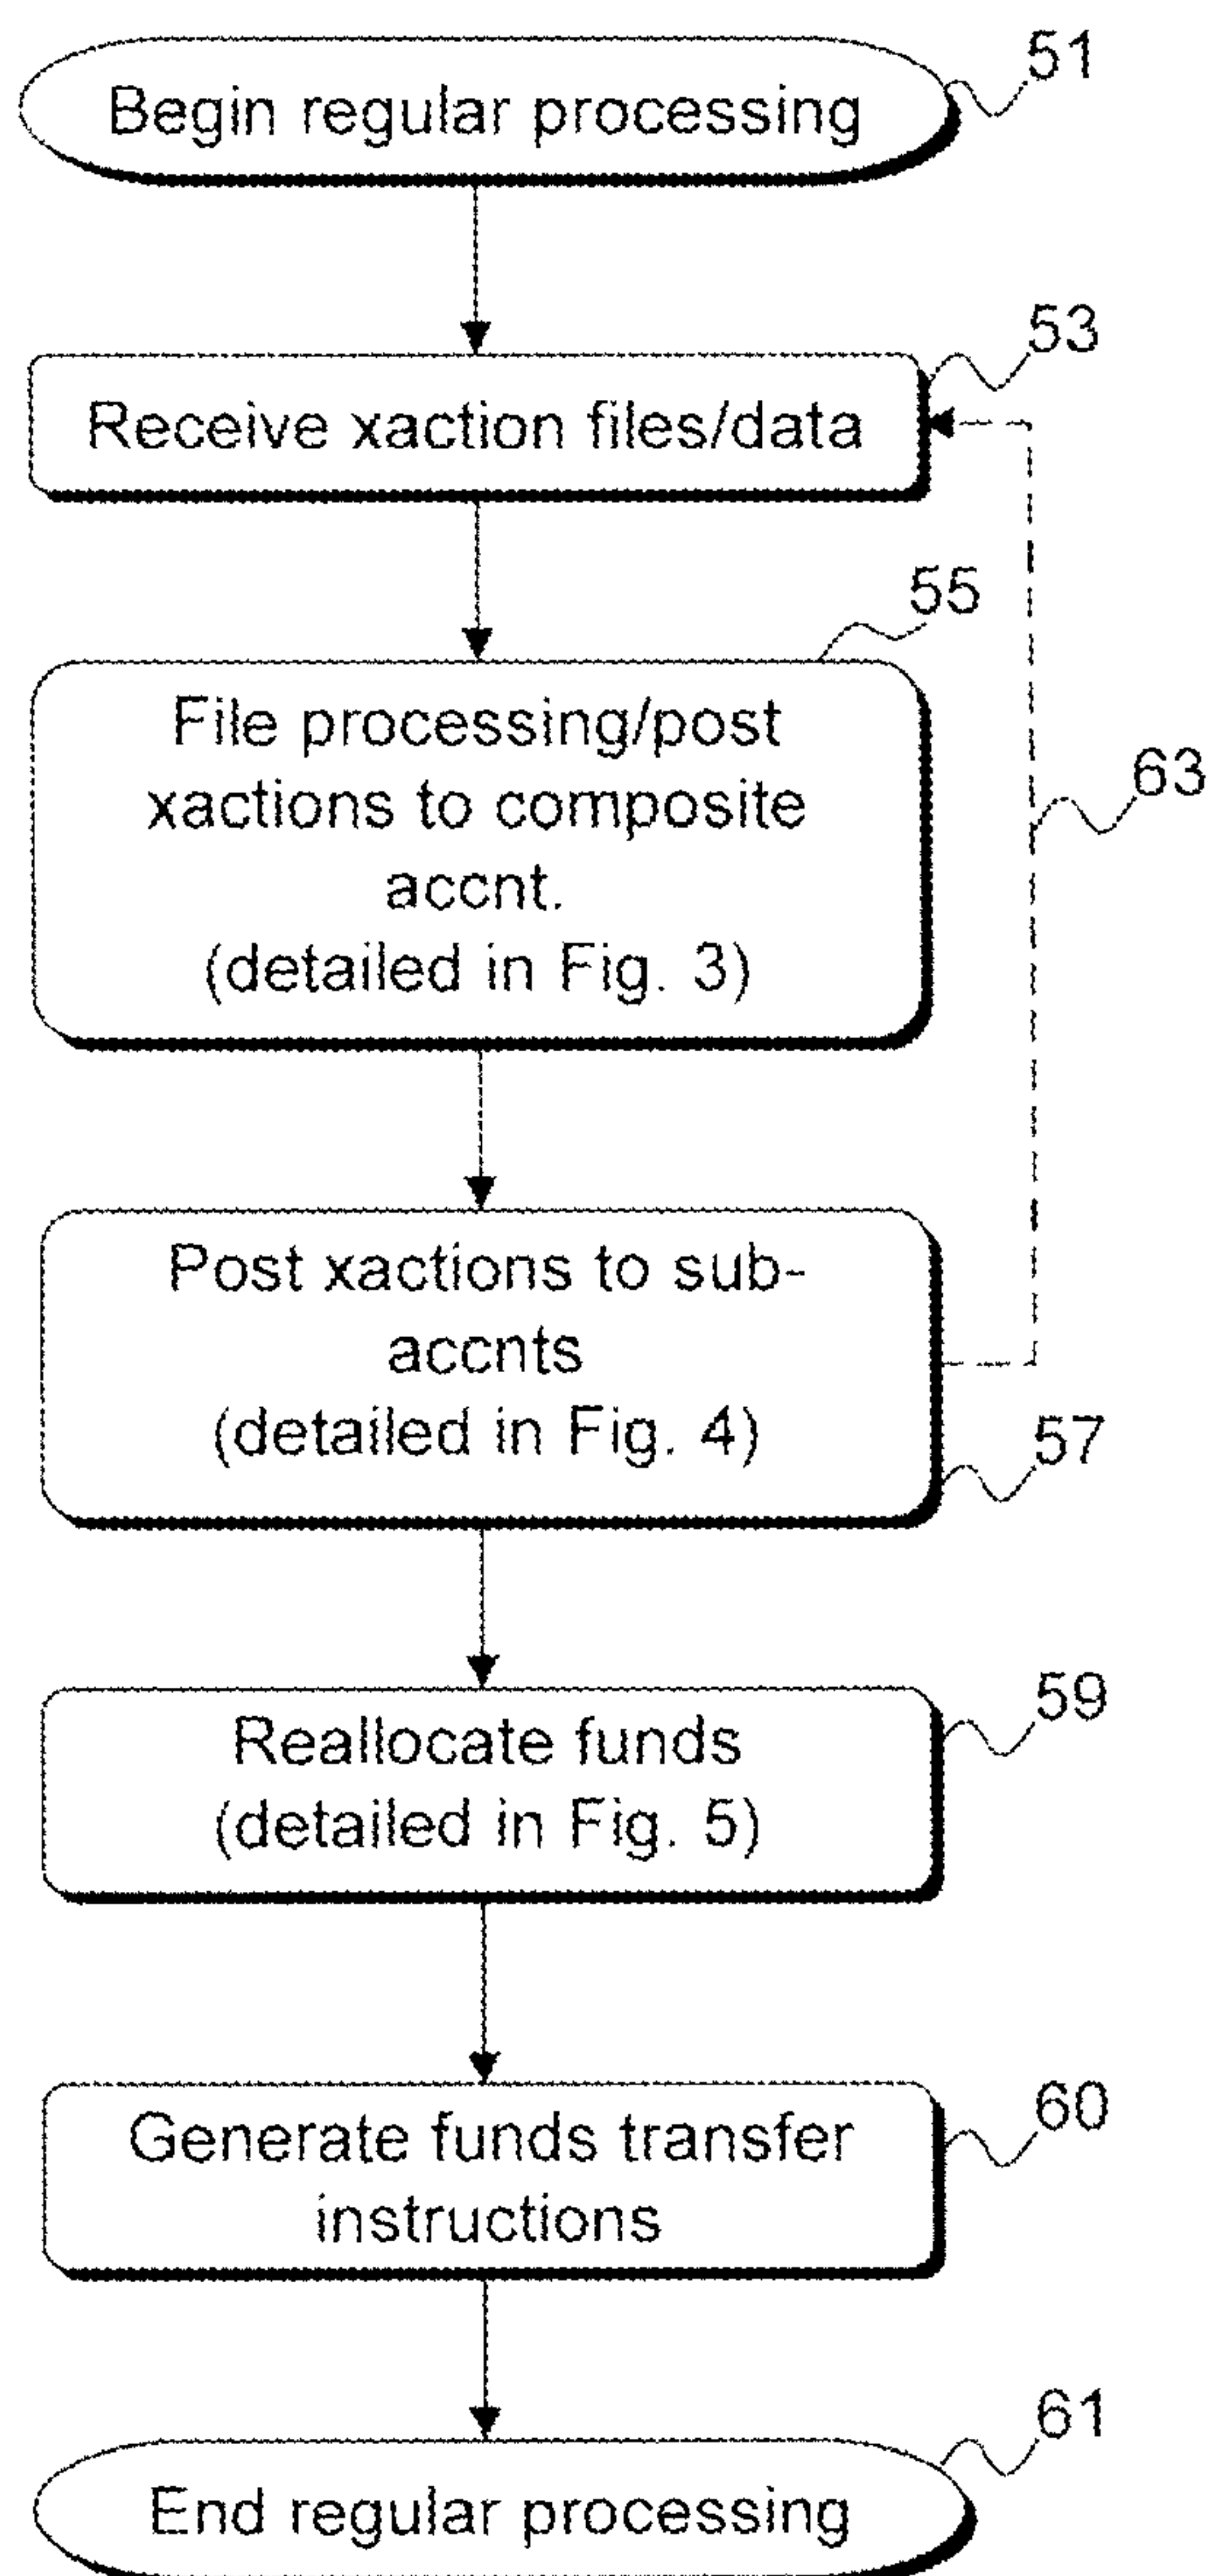 51
Begin regular processing
53
Receive xaction files/data
55
File processing/post
xactions to composite
accnt.
(detailed in Fig. 3)
63
Post xactions to sub-
accnts
(detailed in Fig. 4)
57
59
Reallocate funds
(detailed in Fig. 5)
60
Generate funds transfer
instructions
61
End regular processing